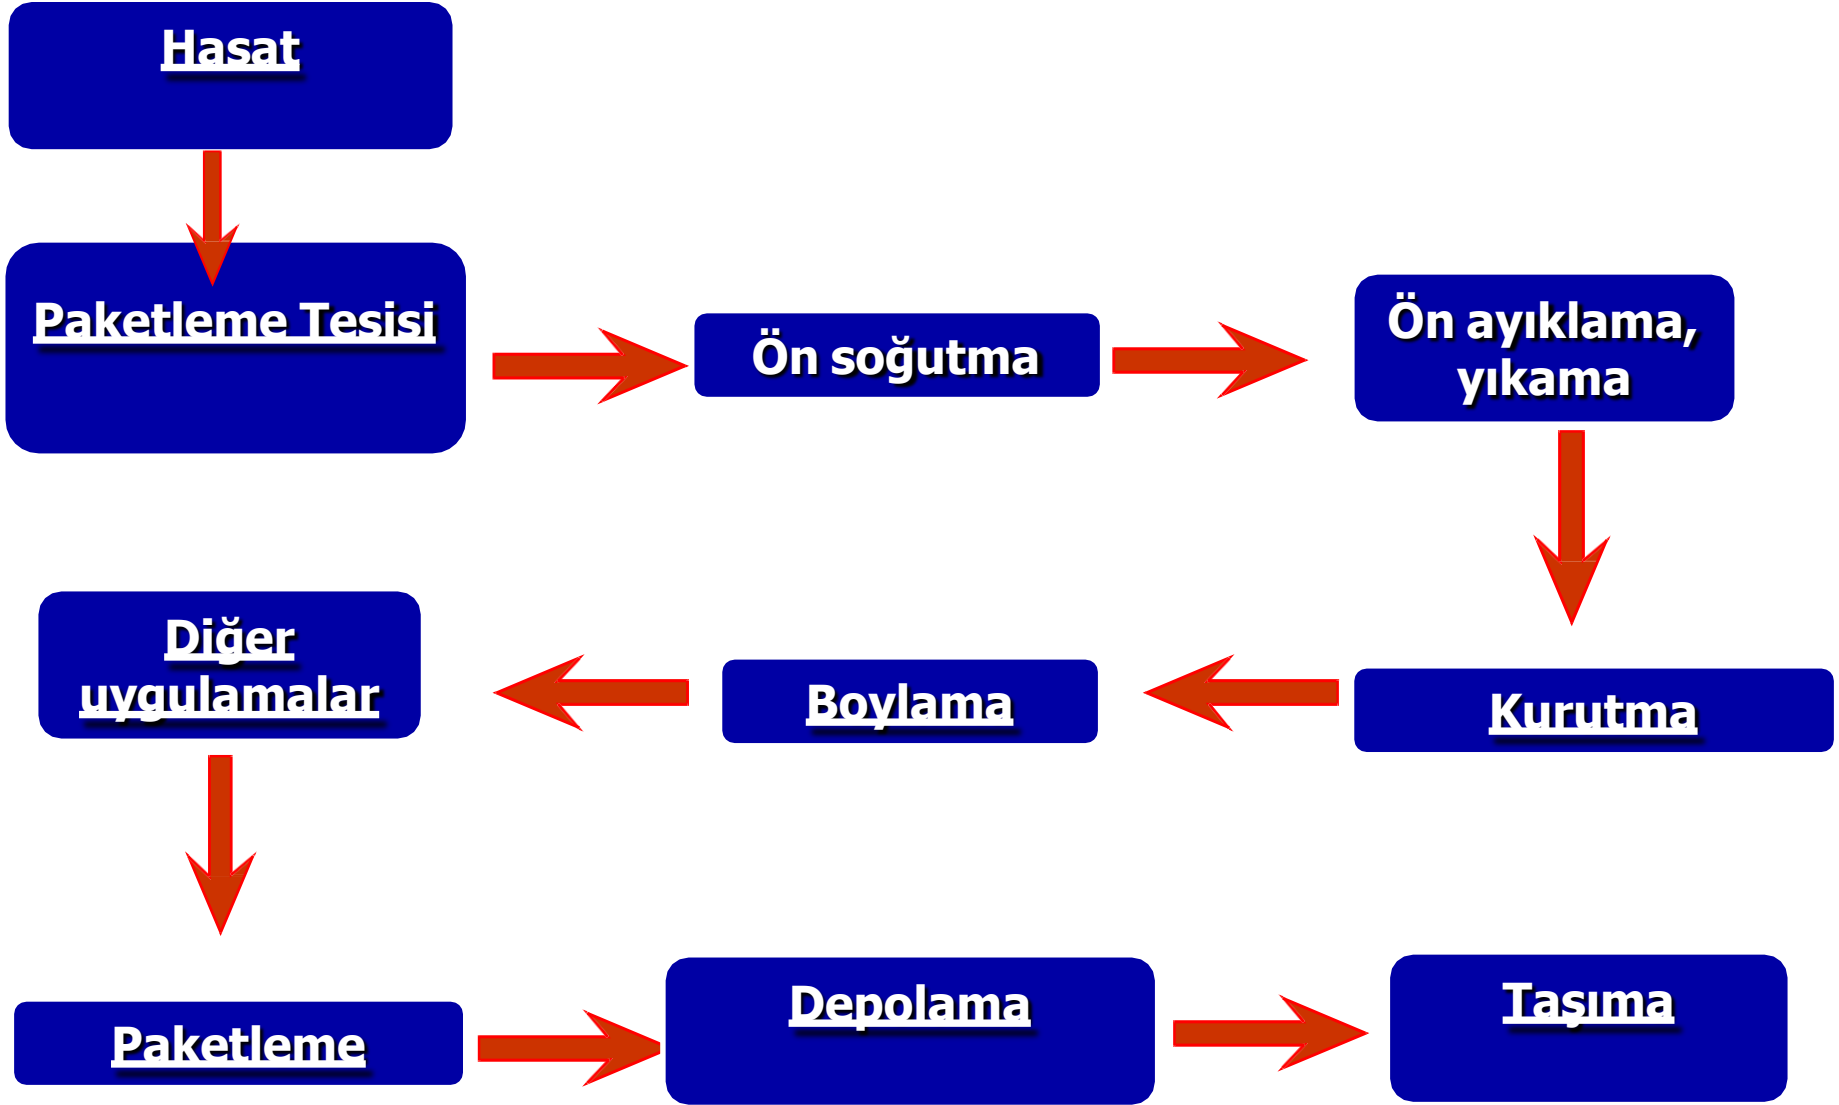 Hasat
Paketleme Tesisi
Ön soğutma
Ön ayıklama,
yıkama
Kurutma
Boylama
Diğer
uygulamalar
Paketleme
Depolama
Taşıma